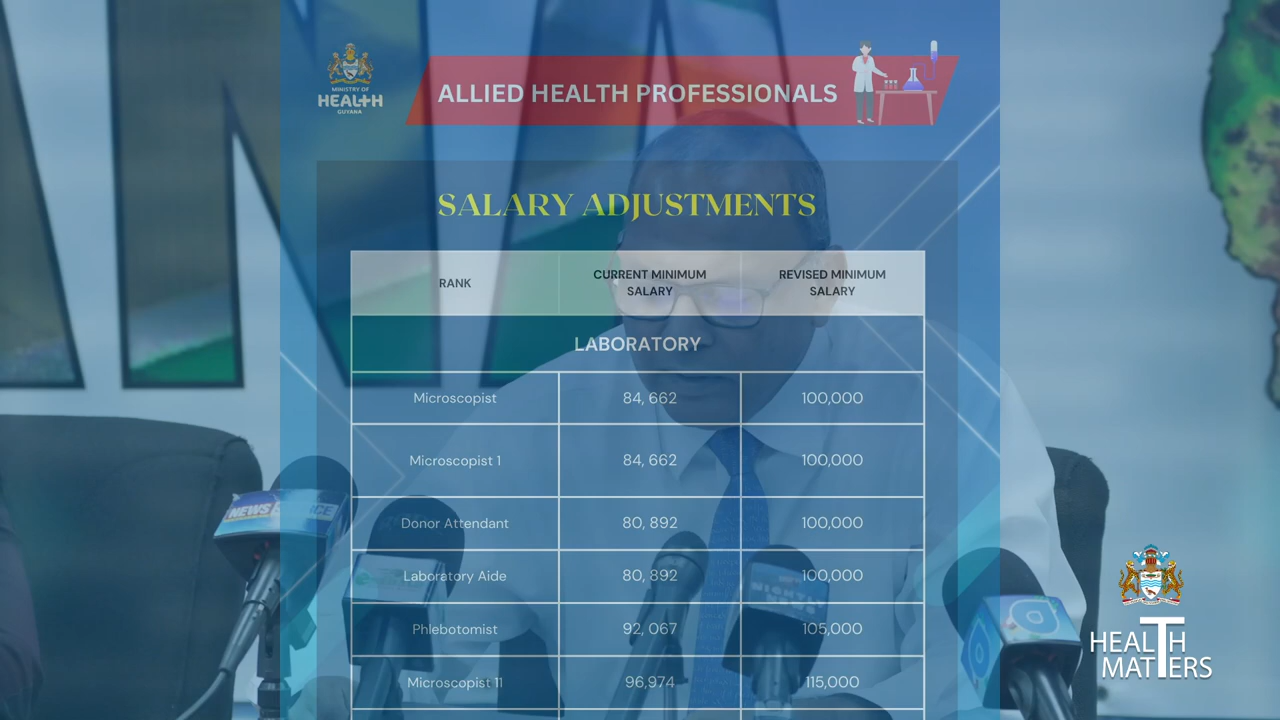 MINISTRY OF
HEALTH
GUYANA
ALLIED HEALTH PROFESSIONALS
SALARY ADJUSTMENTS
RANK
CURRENT MINIMUM
SALARY
REVISED MINIMUM
SALARY
LABORATORY
Microscopist 84, 662 100,000
Microscopist 1 84, 662 100,000
Donor Attendant 80, 892 100,000
Laboratory Aide 80, 892 100,000
Phlebotomist 92, 067 105,000
Microscopist 11 96,974 115,000
NEWS
HEALTH
MATTERS